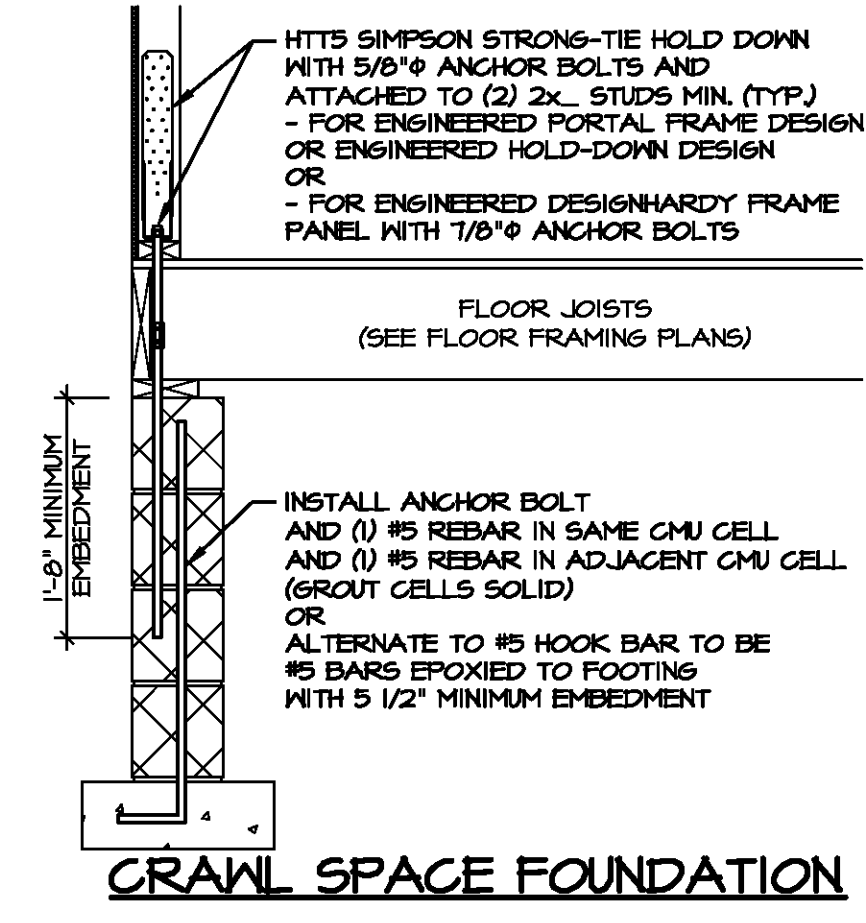 HTT5 SIMPSON STRONG-TIE HOLD DOWN
WITH 5/8"Φ ANCHOR BOLTS AND
ATTACHED TO (2) 2x_ STUDS MIN. (TYP.)
- FOR ENGINEERED PORTAL FRAME DESIGN
OR ENGINEERED HOLD-DOWN DESIGN
OR
- FOR ENGINEERED DESIGNHARDY FRAME
PANEL WITH 7/8"Φ ANCHOR BOLTS
FLOOR JOISTS
(SEE FLOOR FRAMING PLANS)
1'-8" MINIMUM
EMBEDMENT
INSTALL ANCHOR BOLT
AND (1) #5 REBAR IN SAME CMU CELL
AND (1) #5 REBAR IN ADJACENT CMU CELL
(GROUT CELLS SOLID)
OR
ALTERNATE TO #5 HOOK BAR TO BE
#5 BARS EPOXIED TO FOOTING
WITH 5 1/2" MINIMUM EMBEDMENT
CRAWL SPACE FOUNDATION